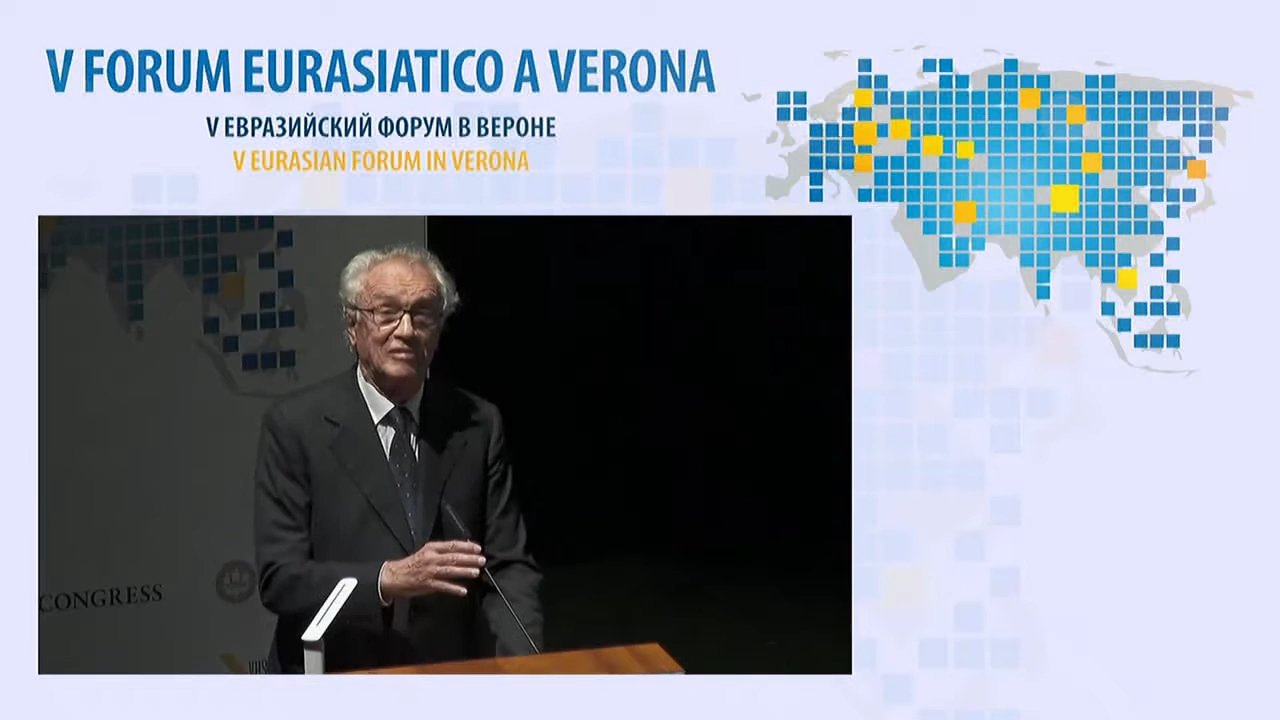 V FORUM EURASIATICO A VERONA
V ЕВРАЗИЙСКИЙ ФОРУМ В ВЕРОНЕ
V EURASIAN FORUM IN VERONA
CONGRESS